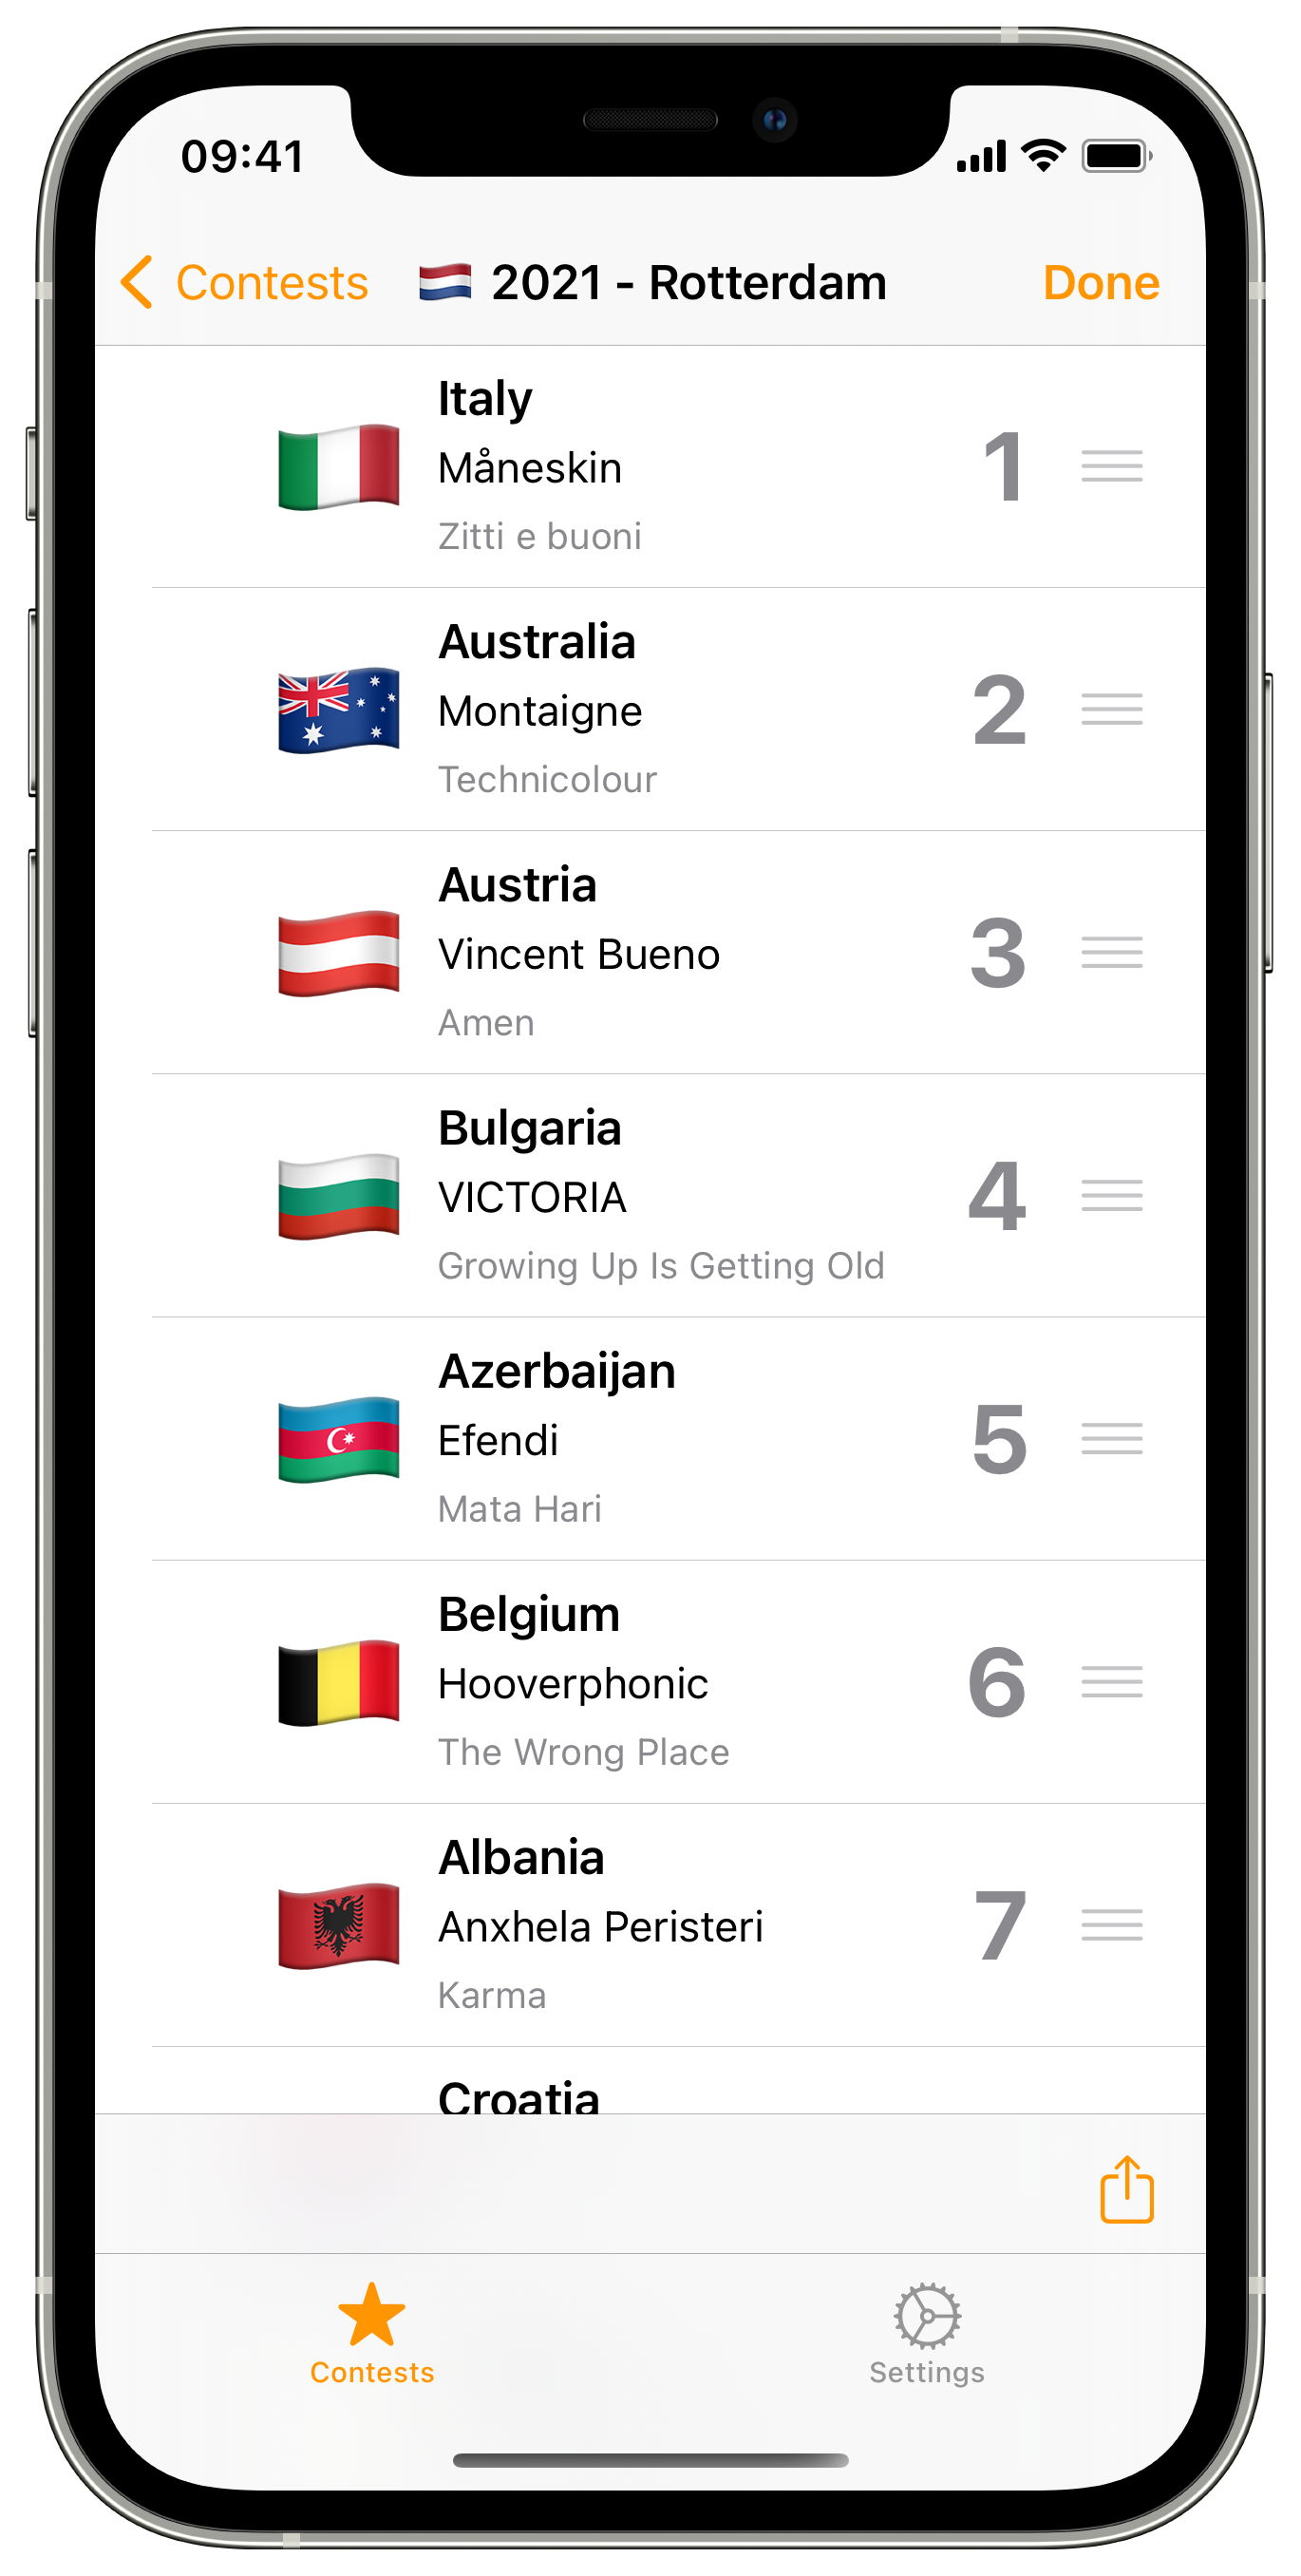 09:41
Contests 2021 - Rotterdam Done
Italy
Måneskin
Zitti e buoni
1
Australia
Montaigne
Technicolour
2
Austria
Vincent Bueno
Amen
3
Bulgaria
VICTORIA
Growing Up Is Getting Old
4
Azerbaijan
Efendi
Mata Hari
5
Belgium
Hooverphonic
The Wrong Place
6
Albania
Anxhela Peristeri
Karma
7
Croatia
Contests
Settings